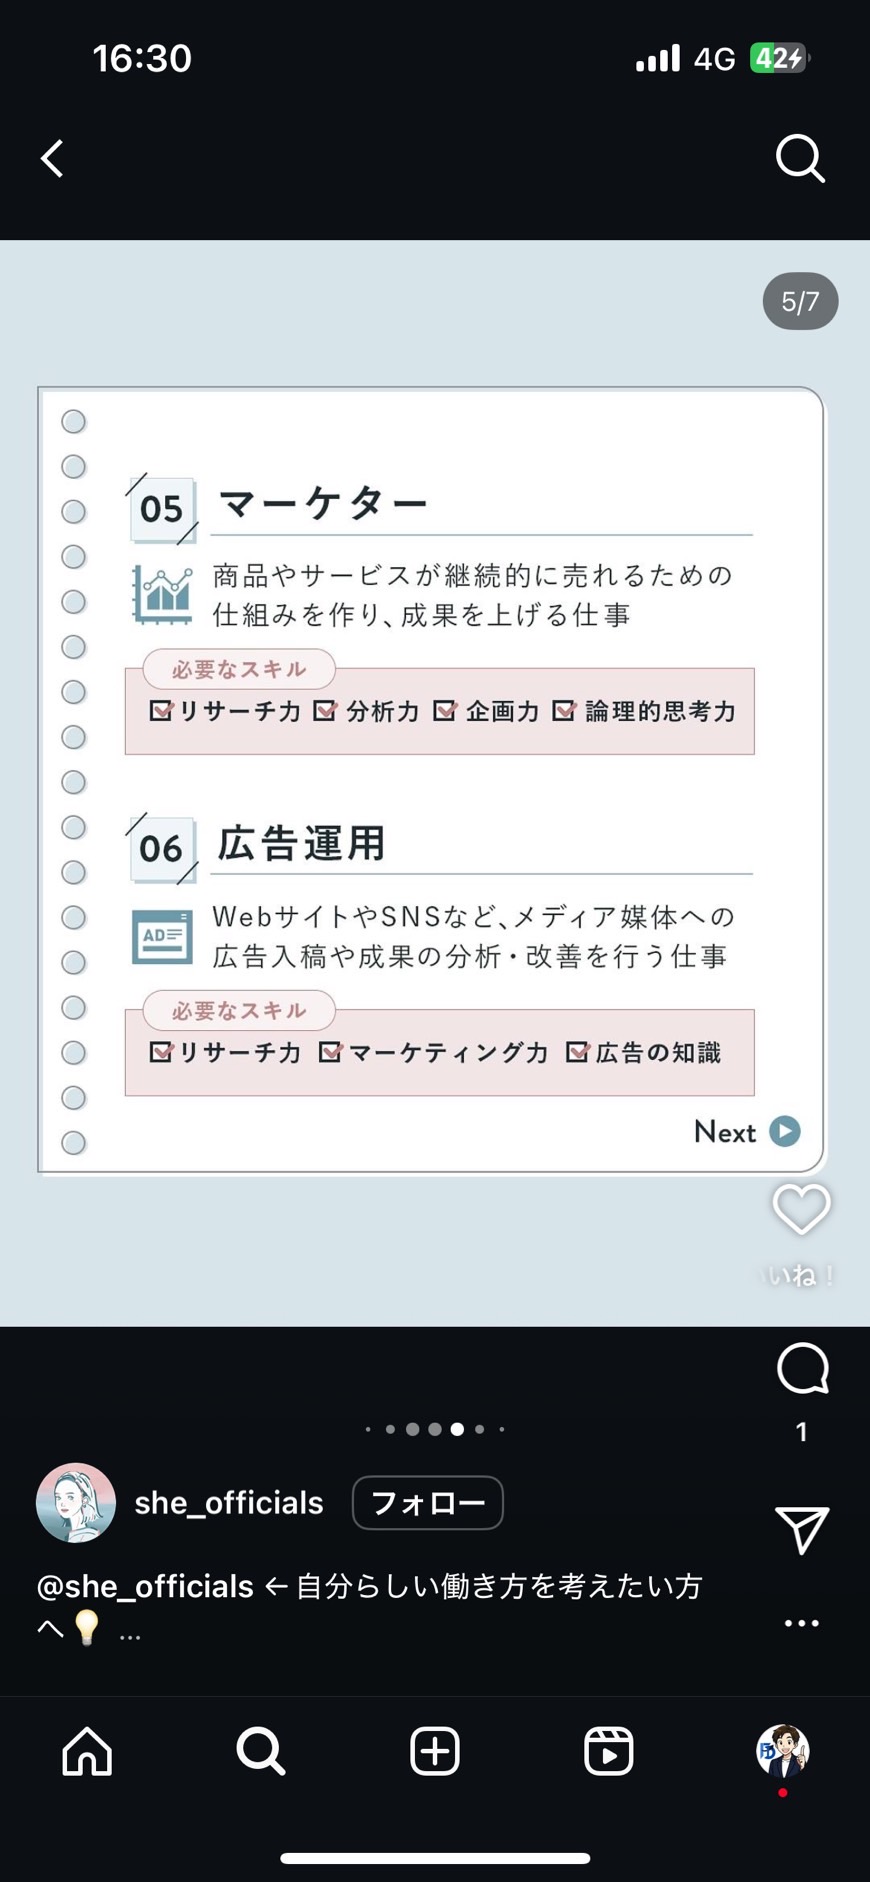 16:30
4G
42
5/7
05
マーケター
商品やサービスが継続的に売れるための
仕組みを作り、成果を上げる仕事
必要なスキル
リサーチ力 分析力 企画力 論理的思考力
06
広告運用
AD
WebサイトやSNSなど、メディア媒体への
広告入稿や成果の分析・改善を行う仕事
必要なスキル
リサーチ力 マーケティング力 広告の知識
Next
いね！
1
she_officials フォロー
@she_officials ← 自分らしい働き方を考えたい方
へ💡 ...